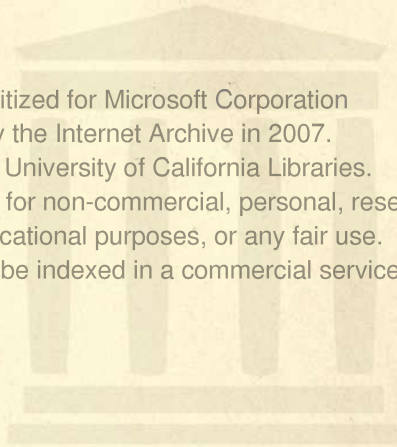 itized for Microsoft Corporation
y the Internet Archive in 2007.
University of California Libraries.
for non-commercial, personal, rese
cational purposes, or any fair use.
be indexed in a commercial service